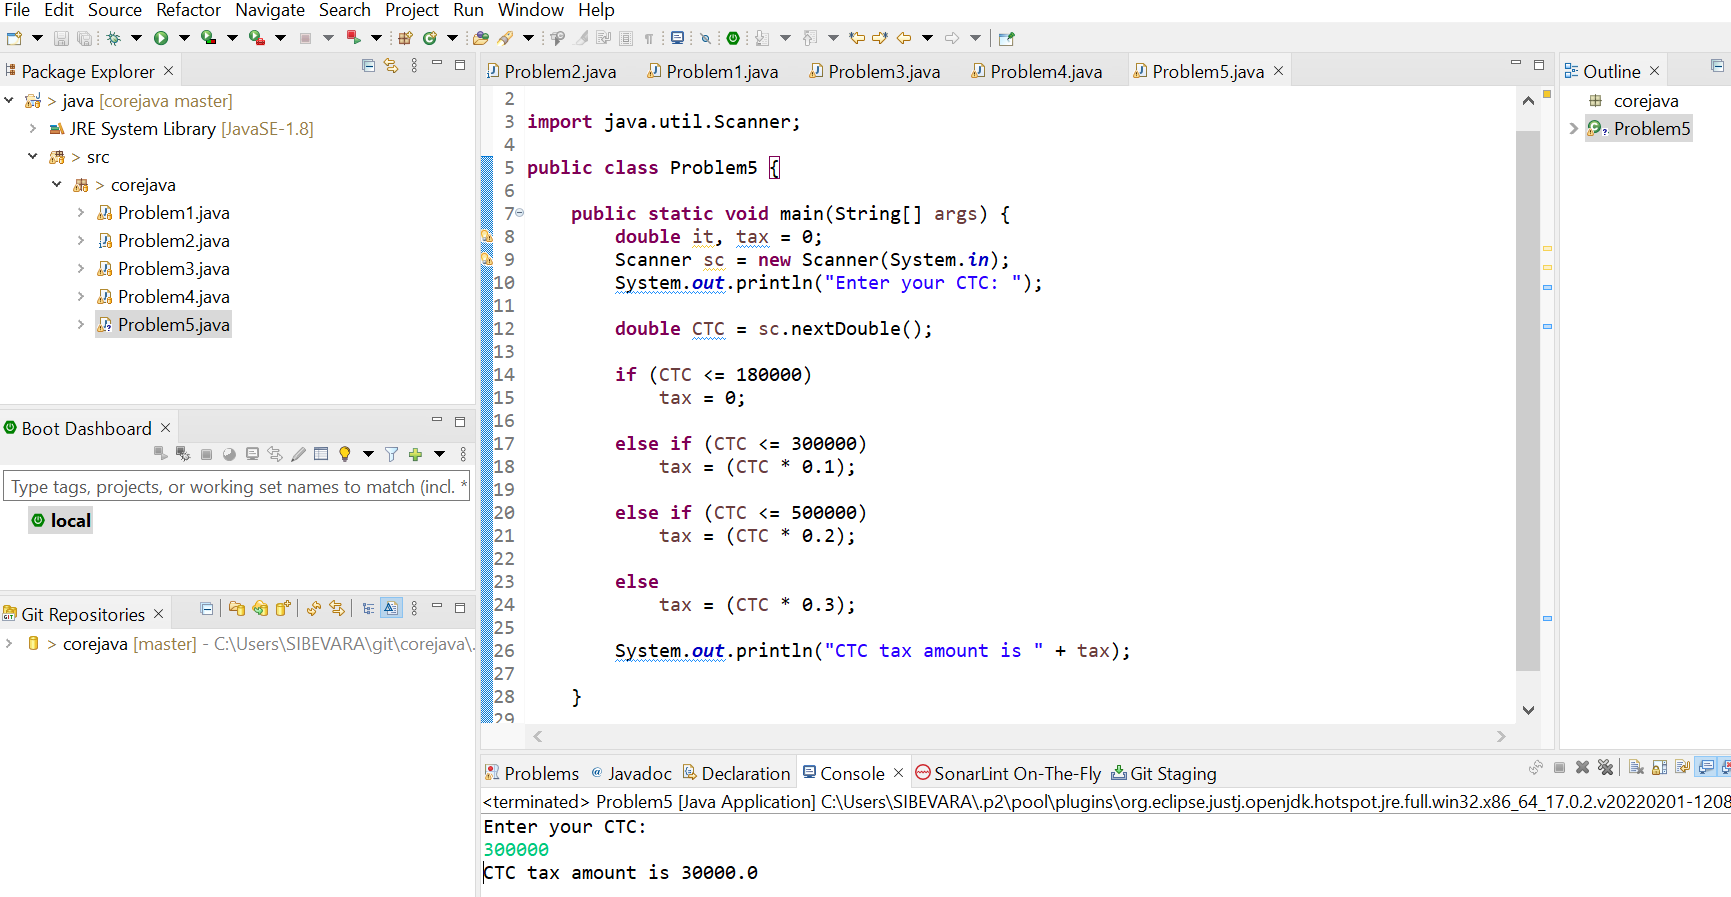 File Edit Source Refactor Navigate Search Project Run Window Help
Package Explorer
> java [corejava master]
JRE System Library [JavaSE-1.8]
> src
> corejava
Problem1.java
Problem2.java
Problem3.java
Problem4.java
Problem5.java
Boot Dashboard
Type tags, projects, or working set names to match (incl. *
local
Git Repositories
> corejava [master] - C:\Users\SIBEVARA\git\corejava\.
Problem2.java Problem1.java Problem3.java Problem4.java Problem5.java
2
3 import java.util.Scanner;
4
5 public class Problem5 {
6
7 public static void main(String[] args) {
8 double it, tax = 0;
9 Scanner sc = new Scanner(System.in);
10 System.out.println("Enter your CTC: ");
11
12 double CTC = sc.nextDouble();
13
14 if (CTC <= 180000)
15 tax = 0;
16
17 else if (CTC <= 300000)
18 tax = (CTC * 0.1);
19
20 else if (CTC <= 500000)
21 tax = (CTC * 0.2);
22
23 else
24 tax = (CTC * 0.3);
25
26 System.out.println("CTC tax amount is " + tax);
27
28 }
29
Outline
corejava
Problem5
Problems @ Javadoc Declaration Console SonarLint On-The-Fly Git Staging
<terminated> Problem5 [Java Application] C:\Users\SIBEVARA\.p2\pool\plugins\org.eclipse.justj.openjdk.hotspot.jre.full.win32.x86_64_17.0.2.v20220201-1208
Enter your CTC:
300000
CTC tax amount is 30000.0